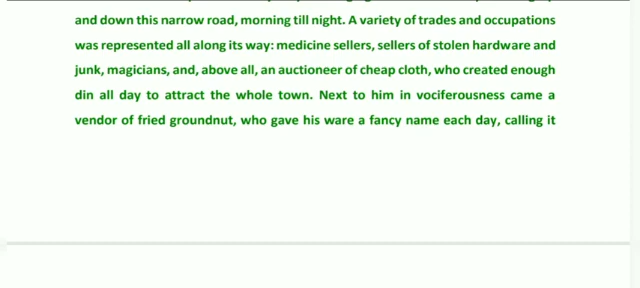 and down this narrow road, morning till night. A variety of trades and occupations
was represented all along its way: medicine sellers, sellers of stolen hardware and
junk, magicians, and, above all, an auctioneer of cheap cloth, who created enough
din all day to attract the whole town. Next to him in vociferousness came a
vendor of fried groundnut, who gave his ware a fancy name each day, calling it